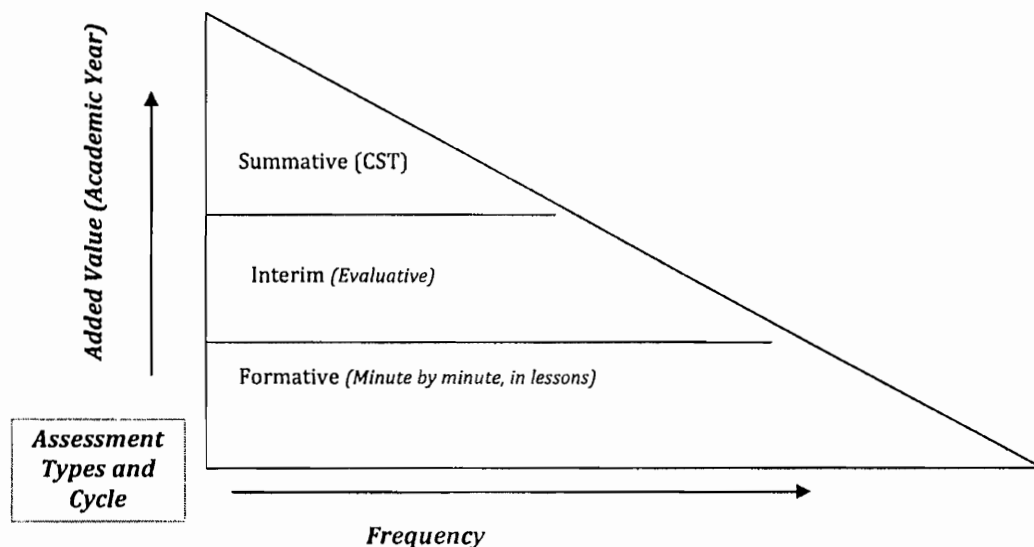 Added Value (Academic Year)
Summative (CST)
Interim (Evaluative)
Formative (Minute by minute, in lessons)
Assessment
Types and
Cycle
Frequency